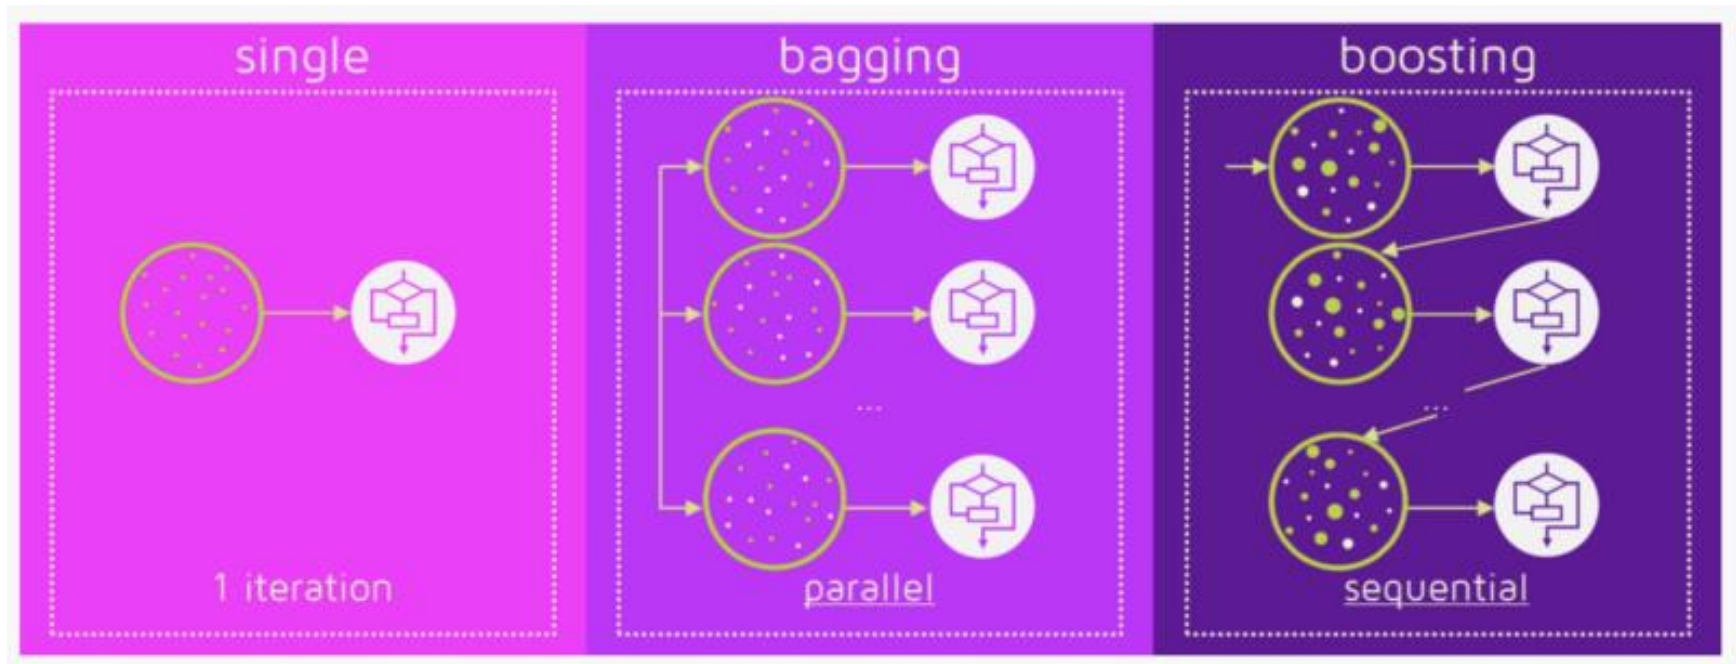 single
1 iteration
bagging
...
parallel
boosting
...
sequential